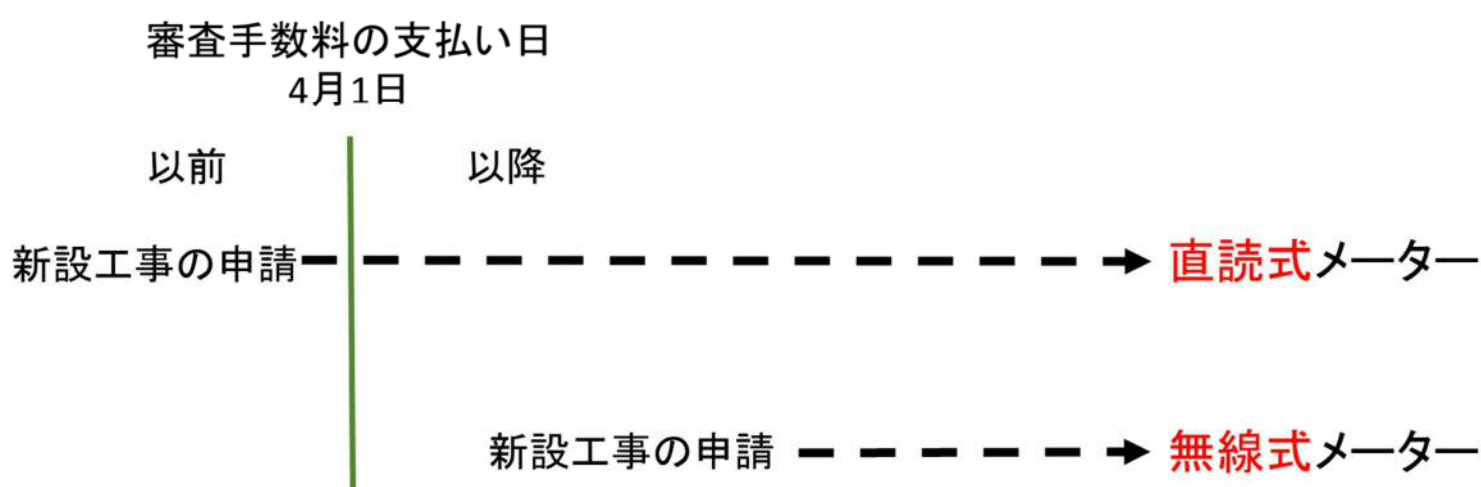 審査手数料の支払い日
4月1日
以前
以降
新設工事の申請
直読式メーター
新設工事の申請
無線式メーター